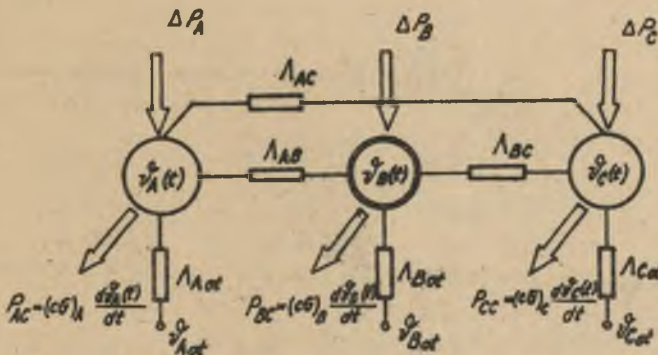 ΔP_A ΔP_B ΔP_C
Λ_AC
Λ_AB Λ_BC
ϑ_A(t) ϑ_B(t) ϑ_C(t)
Λ_Aot Λ_Bot Λ_Cot
P_AC=(cG)_A dϑ_A(t)/dt P_BC=(cG)_B dϑ_B(t)/dt P_CC=(cG)_C dϑ_C(t)/dt
ϑ_Aot ϑ_Bot ϑ_Cot